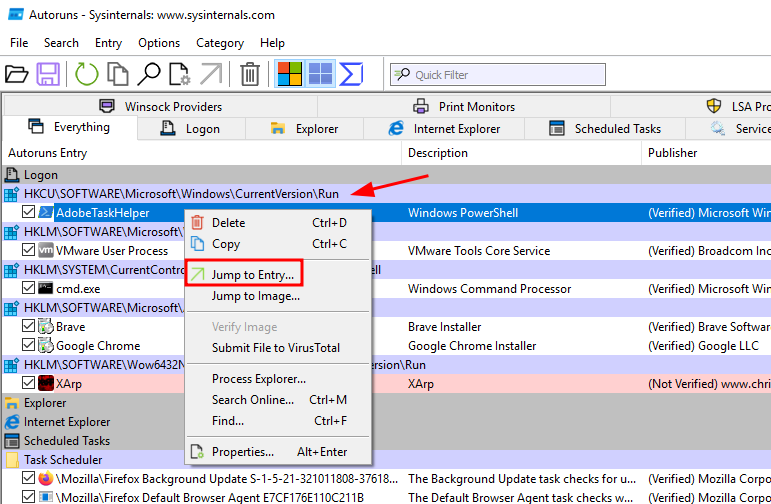 Autoruns - Sysinternals: www.sysinternals.com
File Search Entry Options Category Help
Quick Filter
Winsock Providers Print Monitors LSA Pro
Everything Logon Explorer Internet Explorer Scheduled Tasks Service
Autoruns Entry Description Publisher
Logon
HKCU\SOFTWARE\Microsoft\Windows\CurrentVersion\Run
AdobeTaskHelper Windows PowerShell (Verified) Microsoft Win
HKLM\SOFTWARE\Microsoft\
VMware User Proce VMware Tools Core Service (Verified) Broadcom Inc
HKLM\SYSTEM\CurrentContro ell
cmd.exe Windows Command Processor (Verified) Microsoft Win
HKLM\SOFTWARE\Microsoft\
Brave Brave Installer (Verified) Brave Softwar
Google Chrome Google Chrome Installer (Verified) Google LLC
HKLM\SOFTWARE\Wow6432N rsion\Run
XArp XArp (Not Verified) www.chri
Explorer
Internet Explorer
Scheduled Tasks
Task Scheduler
\Mozilla\Firefox Background Update S-1-5-21-321011808-37618... The Background Update task checks for u... (Verified) Mozilla Corpo
\Mozilla\Firefox Default Browser Agent E7CF176E110C211B The Default Browser Agent task checks w... (Verified) Mozilla Corpo
Delete Ctrl+D
Copy Ctrl+C
Jump to Entry...
Jump to Image...
Verify Image
Submit File to VirusTotal
Process Explorer...
Search Online... Ctrl+M
Find... Ctrl+F
Properties... Alt+Enter